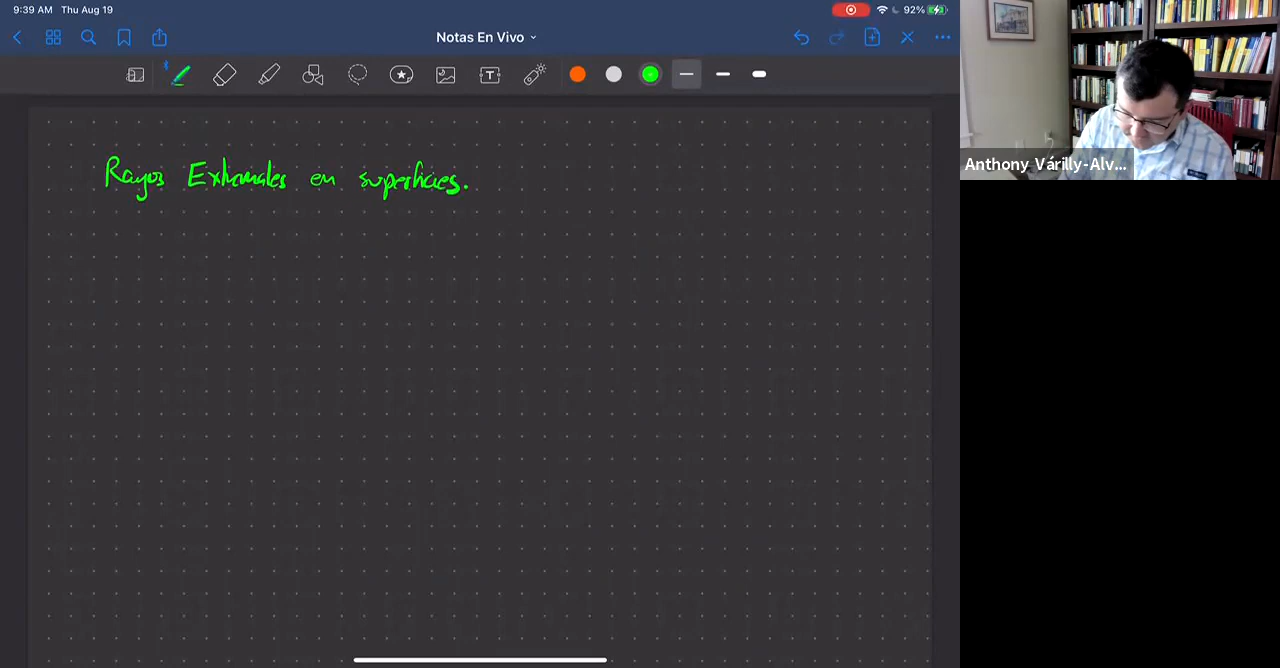 9:39 AM Thu Aug 19
92%
Notas En Vivo
Rayos Extremales en superficies.
Anthony Várilly-Alv...